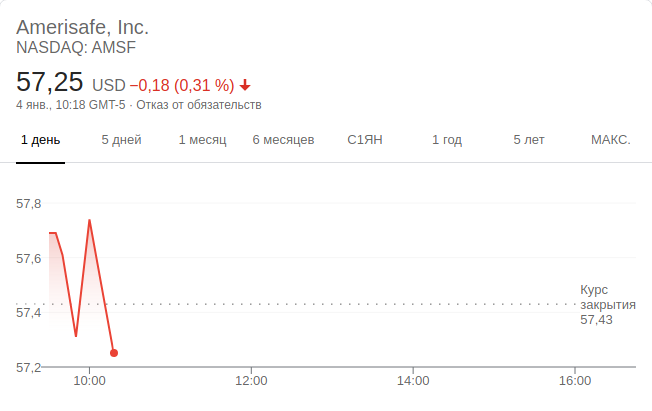 Amerisafe, Inc.
NASDAQ: AMSF
57,25 USD −0,18 (0,31 %)
4 янв., 10:18 GMT-5 · Отказ от обязательств
1 день 5 дней 1 месяц 6 месяцев С1ЯН 1 год 5 лет МАКС.
57,8
57,6
Курс
закрытия
57,43
57,4
57,2
10:00 12:00 14:00 16:00